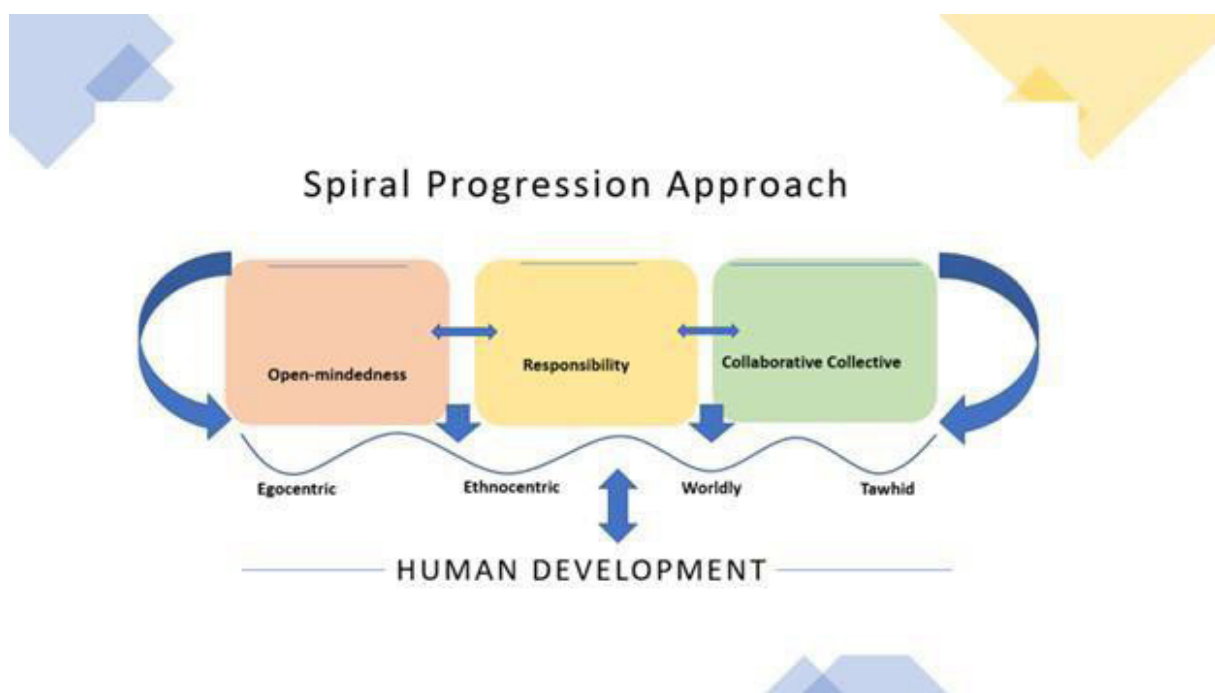 Spiral Progression Approach
Open-mindedness
Responsibility
Collaborative Collective
Egocentric
Ethnocentric
Worldly
Tawhid
HUMAN DEVELOPMENT